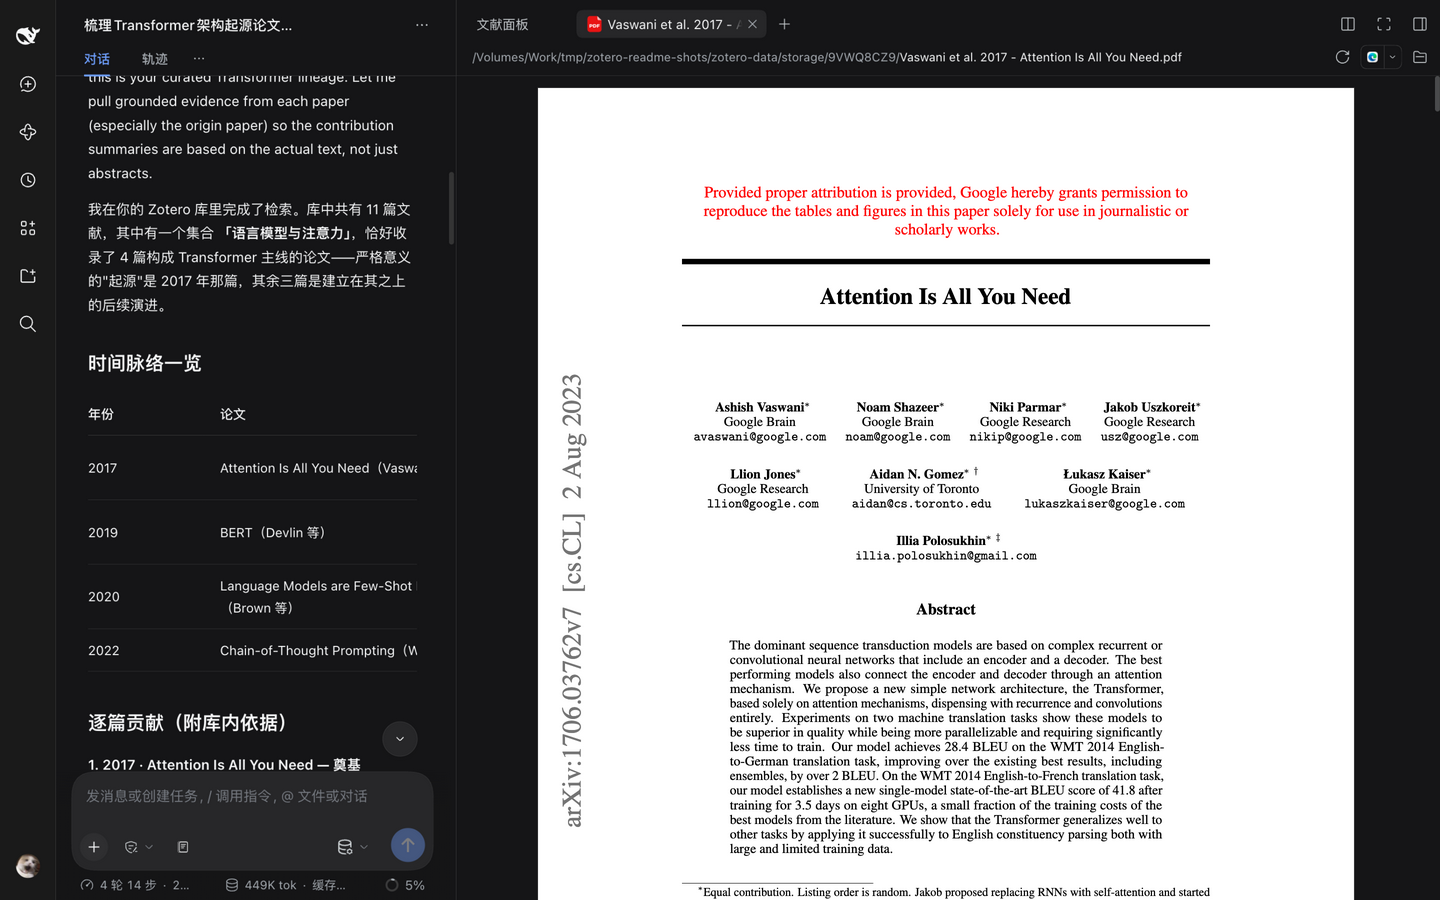 梳理 Transformer 架构起源论文...
对话 轨迹 ...
this is your curated Transformer lineage. Let me
pull grounded evidence from each paper
(especially the origin paper) so the contribution
summaries are based on the actual text, not just
abstracts.
我在你的 Zotero 库里完成了检索。库中共有 11 篇文
献，其中有一个集合「语言模型与注意力」，恰好收
录了 4 篇构成 Transformer 主线的论文——严格意义
的"起源"是 2017 年那篇，其余三篇是建立在其之上
的后续演进。
时间脉络一览
年份 论文
2017 Attention Is All You Need（Vaswa
2019 BERT（Devlin 等）
2020 Language Models are Few-Shot
（Brown 等）
2022 Chain-of-Thought Prompting（W
逐篇贡献（附库内依据）
1. 2017 · Attention Is All You Need — 奠基
发消息或创建任务, / 调用指令, @ 文件或对话
4 轮 14 步 · 2... 449K tok · 缓存... 5%
文献面板 Vaswani et al. 2017 - A
/Volumes/Work/tmp/zotero-readme-shots/zotero-data/storage/9VWQ8CZ9/Vaswani et al. 2017 - Attention Is All You Need.pdf
Provided proper attribution is provided, Google hereby grants permission to
reproduce the tables and figures in this paper solely for use in journalistic or
scholarly works.
Attention Is All You Need
arXiv:1706.03762v7 [cs.CL] 2 Aug 2023
Ashish Vaswani* Noam Shazeer* Niki Parmar* Jakob Uszkoreit*
Google Brain Google Brain Google Research Google Research
avaswani@google.com noam@google.com nikip@google.com usz@google.com
Llion Jones* Aidan N. Gomez* † Łukasz Kaiser*
Google Research University of Toronto Google Brain
llion@google.com aidan@cs.toronto.edu lukaszkaiser@google.com
Illia Polosukhin* ‡
illia.polosukhin@gmail.com
Abstract
The dominant sequence transduction models are based on complex recurrent or
convolutional neural networks that include an encoder and a decoder. The best
performing models also connect the encoder and decoder through an attention
mechanism. We propose a new simple network architecture, the Transformer,
based solely on attention mechanisms, dispensing with recurrence and convolutions
entirely. Experiments on two machine translation tasks show these models to
be superior in quality while being more parallelizable and requiring significantly
less time to train. Our model achieves 28.4 BLEU on the WMT 2014 English-
to-German translation task, improving over the existing best results, including
ensembles, by over 2 BLEU. On the WMT 2014 English-to-French translation task,
our model establishes a new single-model state-of-the-art BLEU score of 41.8 after
training for 3.5 days on eight GPUs, a small fraction of the training costs of the
best models from the literature. We show that the Transformer generalizes well to
other tasks by applying it successfully to English constituency parsing both with
large and limited training data.
*Equal contribution. Listing order is random. Jakob proposed replacing RNNs with self-attention and started